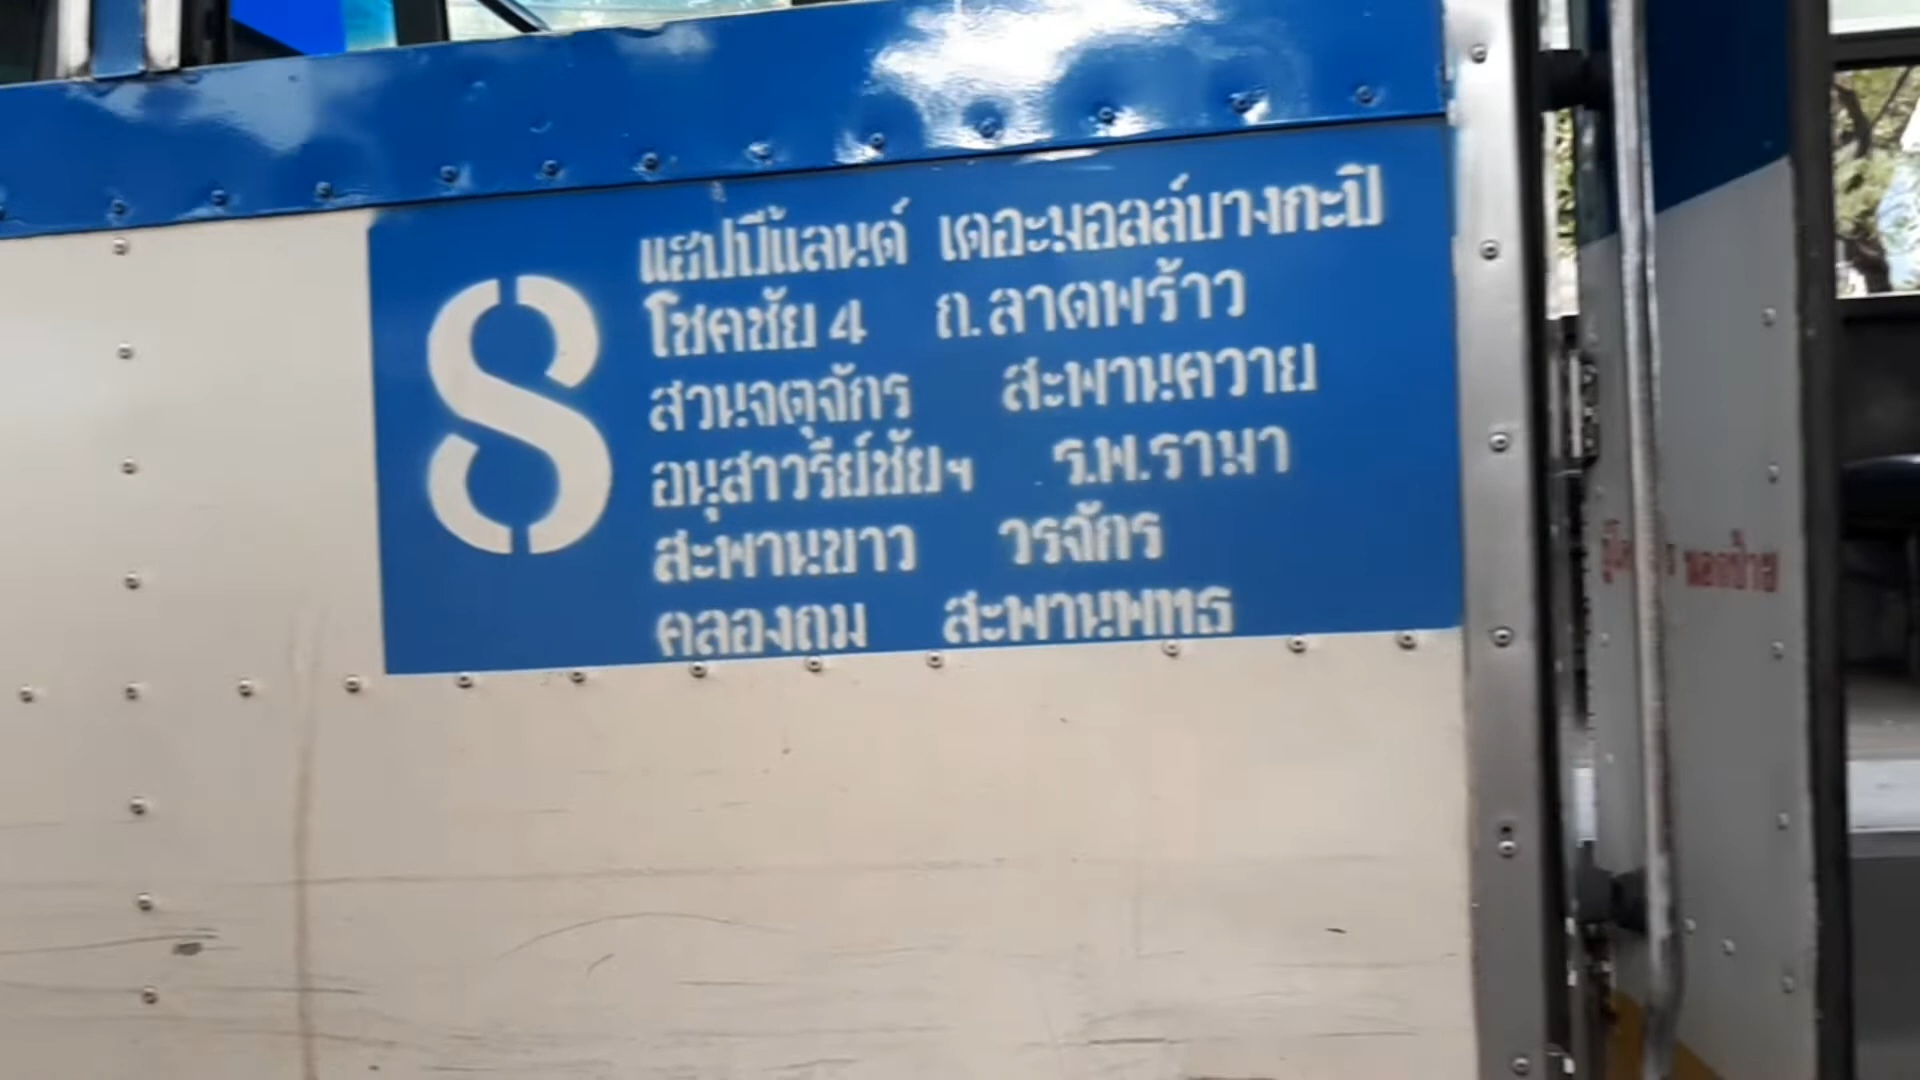 8
แฮปปี้แลนด์ เดอะมอลล์บางกะปิ
โชคชัย 4 ถ.ลาดพร้าว
สวนจตุจักร สะพานควาย
อนุสาวรีย์ชัยฯ ร.พ.รามา
สะพานขาว วรจักร
คลองถม สะพานพุทธ